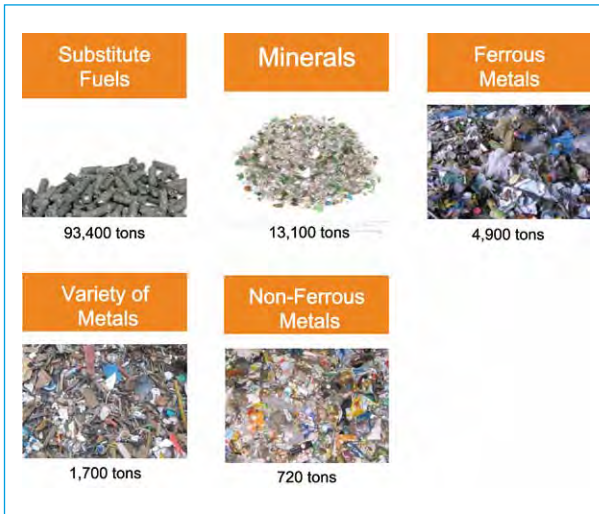 Substitute
Fuels
Minerals
Ferrous
Metals
93,400 tons
13,100 tons
4,900 tons
Variety of
Metals
Non-Ferrous
Metals
1,700 tons
720 tons